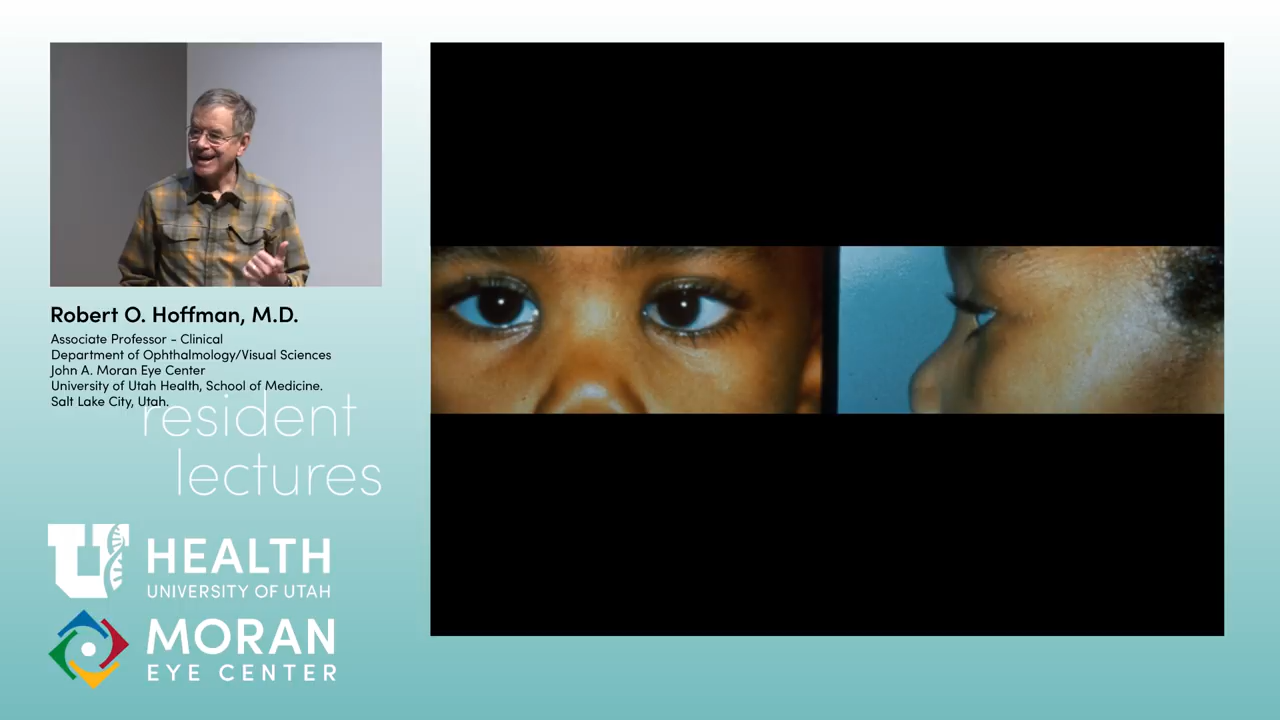 Robert O. Hoffman, M.D.
Associate Professor - Clinical
Department of Ophthalmology/Visual Sciences
John A. Moran Eye Center
University of Utah Health, School of Medicine.
Salt Lake City, Utah.
resident
lectures
U HEALTH
UNIVERSITY OF UTAH
MORAN
EYE CENTER